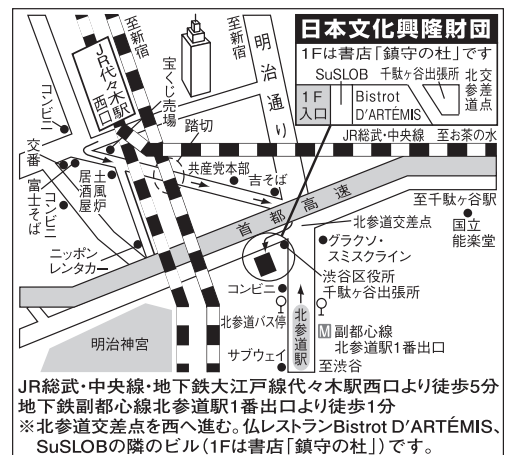 日本文化興隆財団
1Fは書店「鎮守の杜」です
SuSLOB
千駄ヶ谷出張所
北参道交差点
1F
入口
Bistrot
D'ARTÉMIS
至新宿
JR代々木駅
西口
宝くじ売場
至新宿
明治通り
コンビニ
踏切
JR総武・中央線
至お茶の水
交番
富士そば
コンビニ
居酒屋
土風炉
共産党本部
吉そば
首都高速
至千駄ヶ谷駅
国立
能楽堂
北参道交差点
グラクソ・
スミスクライン
ニッポン
レンタカー
渋谷区役所
千駄ヶ谷出張所
コンビニ
北参道バス停
北参道駅
M 副都心線
北参道駅1番出口
明治神宮
サブウェイ
至渋谷
JR総武・中央線・地下鉄大江戸線代々木駅西口より徒歩5分
地下鉄副都心線北参道駅1番出口より徒歩1分
※北参道交差点を西へ進む。仏レストランBistrot D'ARTÉMIS、
SuSLOBの隣のビル(1Fは書店「鎮守の杜」)です。